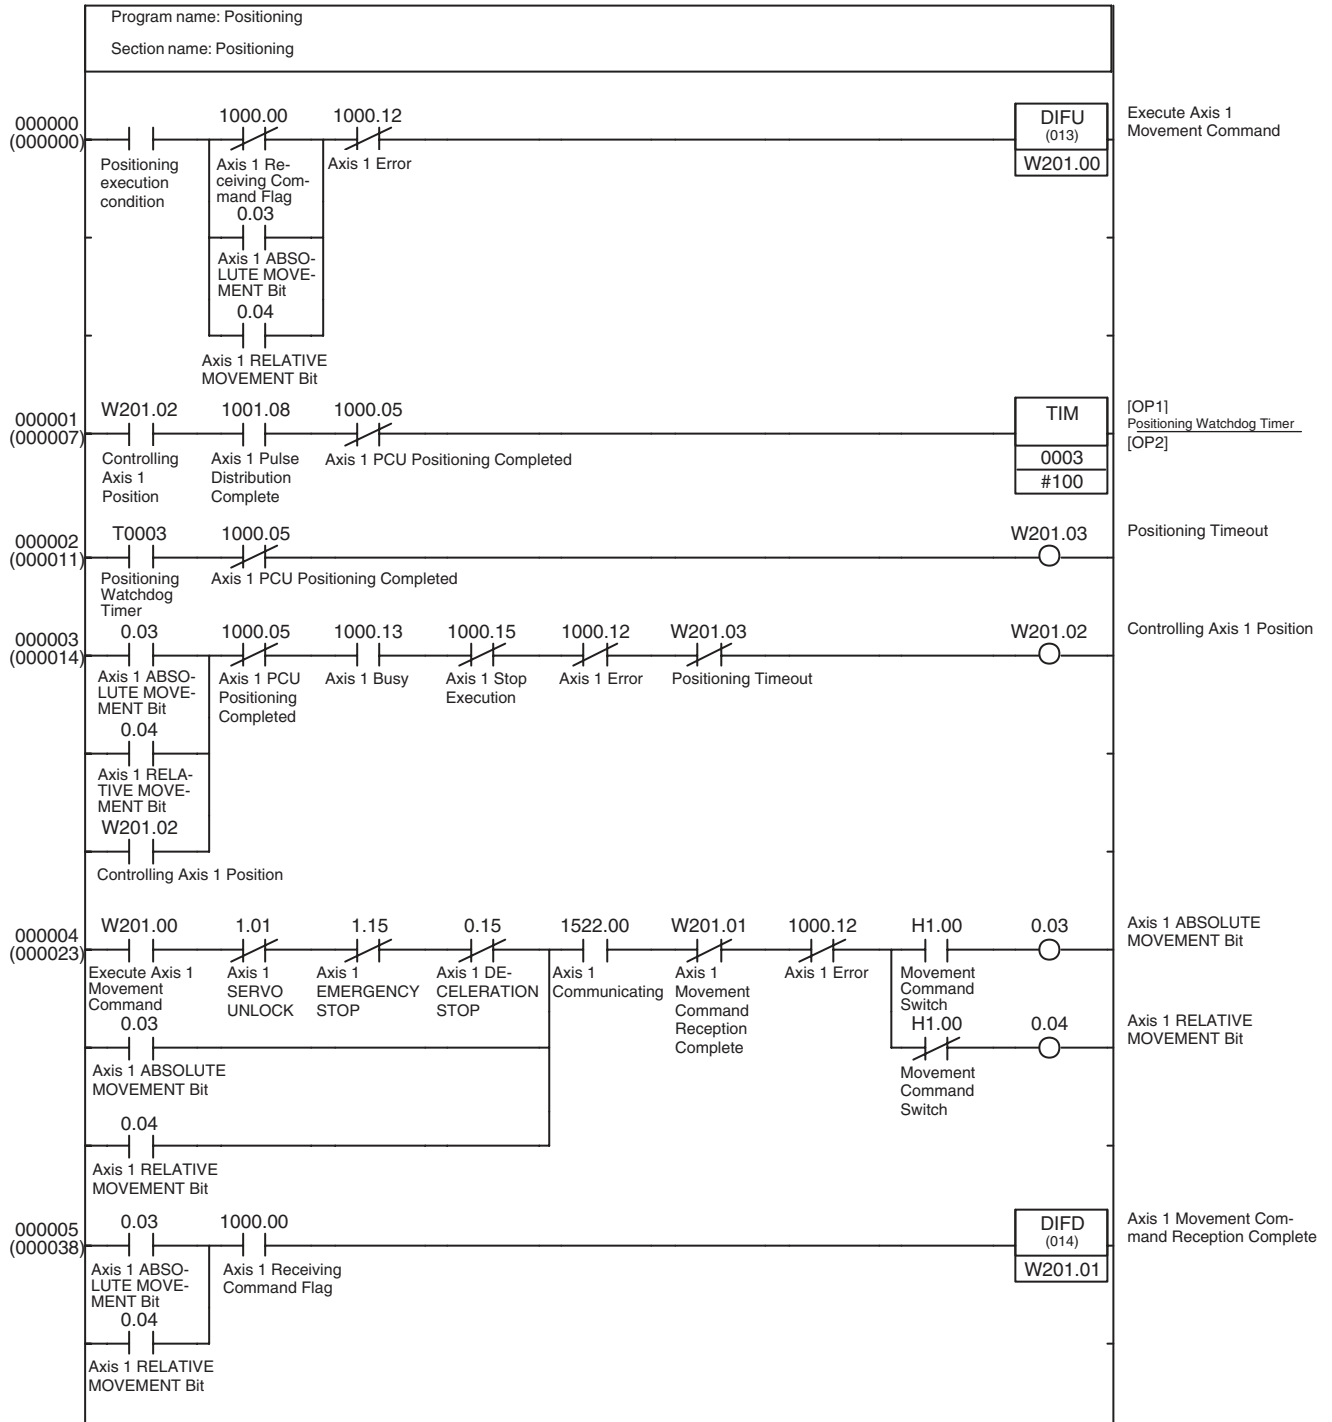 Program name: Positioning
Section name: Positioning
000000
(000000)
Positioning
execution
condition
1000.00
Axis 1 Re-
ceiving Com-
mand Flag
1000.12
Axis 1 Error
DIFU
(013)
W201.00
Execute Axis 1
Movement Command
0.03
Axis 1 ABSO-
LUTE MOVE-
MENT Bit
0.04
Axis 1 RELATIVE
MOVEMENT Bit
000001
(000007)
W201.02
Controlling
Axis 1
Position
1001.08
Axis 1 Pulse
Distribution
Complete
1000.05
Axis 1 PCU Positioning Completed
TIM
0003
#100
[OP1]
Positioning Watchdog Timer
[OP2]
000002
(000011)
T0003
Positioning
Watchdog
Timer
1000.05
Axis 1 PCU Positioning Completed
W201.03
Positioning Timeout
000003
(000014)
0.03
Axis 1 ABSO-
LUTE MOVE-
MENT Bit
1000.05
Axis 1 PCU
Positioning
Completed
1000.13
Axis 1 Busy
1000.15
Axis 1 Stop
Execution
1000.12
Axis 1 Error
W201.03
Positioning Timeout
W201.02
Controlling Axis 1 Position
0.04
Axis 1 RELA-
TIVE MOVE-
MENT Bit
W201.02
Controlling Axis 1 Position
000004
(000023)
W201.00
Execute Axis 1
Movement
Command
1.01
Axis 1
SERVO
UNLOCK
1.15
Axis 1
EMERGENCY
STOP
0.15
Axis 1 DE-
CELERATION
STOP
1522.00
Axis 1
Communicating
W201.01
Axis 1
Movement
Command
Reception
Complete
1000.12
Axis 1 Error
H1.00
Movement
Command
Switch
0.03
Axis 1 ABSOLUTE
MOVEMENT Bit
0.03
Axis 1 ABSOLUTE
MOVEMENT Bit
H1.00
Movement
Command
Switch
0.04
Axis 1 RELATIVE
MOVEMENT Bit
0.04
Axis 1 RELATIVE
MOVEMENT Bit
000005
(000038)
0.03
Axis 1 ABSO-
LUTE MOVE-
MENT Bit
1000.00
Axis 1 Receiving
Command Flag
DIFD
(014)
W201.01
Axis 1 Movement Com-
mand Reception Complete
0.04
Axis 1 RELATIVE
MOVEMENT Bit